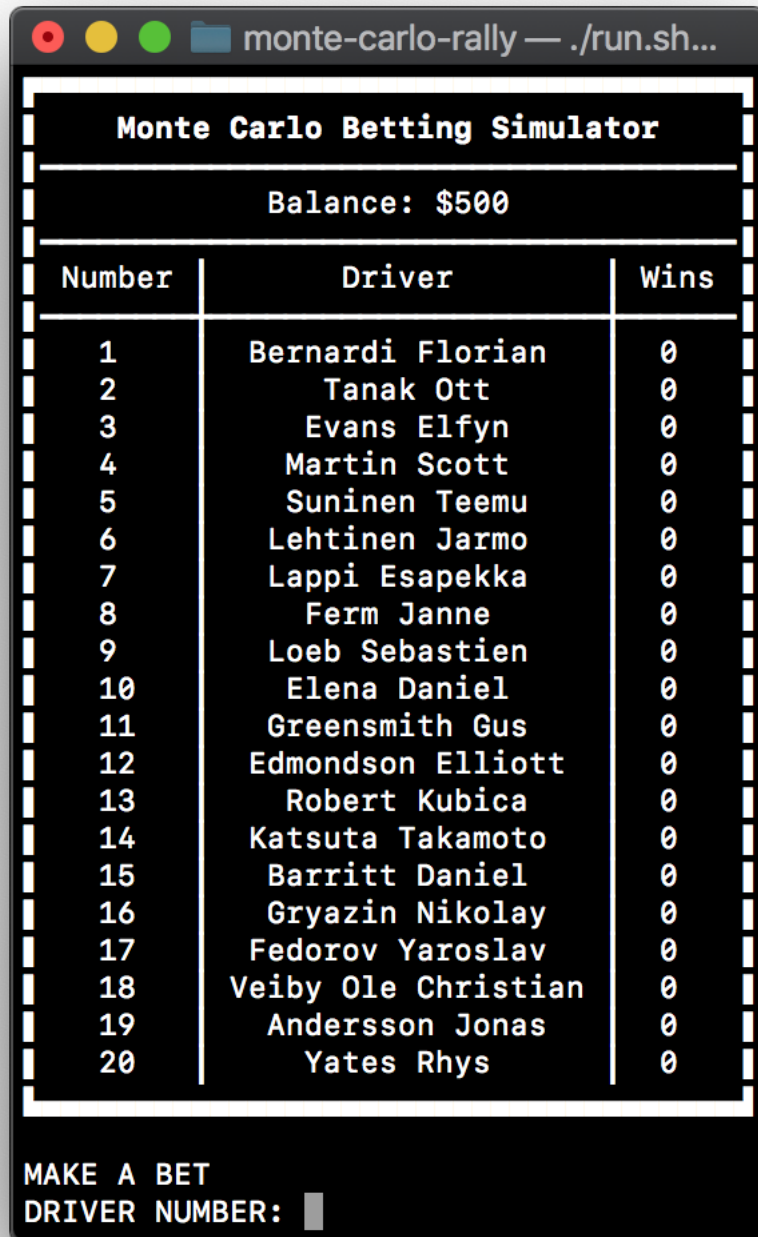 monte-carlo-rally — ./run.sh...
Monte Carlo Betting Simulator
Balance: $500
Number Driver Wins
1 Bernardi Florian 0
2 Tanak Ott 0
3 Evans Elfyn 0
4 Martin Scott 0
5 Suninen Teemu 0
6 Lehtinen Jarmo 0
7 Lappi Esapekka 0
8 Ferm Janne 0
9 Loeb Sebastien 0
10 Elena Daniel 0
11 Greensmith Gus 0
12 Edmondson Elliott 0
13 Robert Kubica 0
14 Katsuta Takamoto 0
15 Barritt Daniel 0
16 Gryazin Nikolay 0
17 Fedorov Yaroslav 0
18 Veiby Ole Christian 0
19 Andersson Jonas 0
20 Yates Rhys 0
MAKE A BET
DRIVER NUMBER: